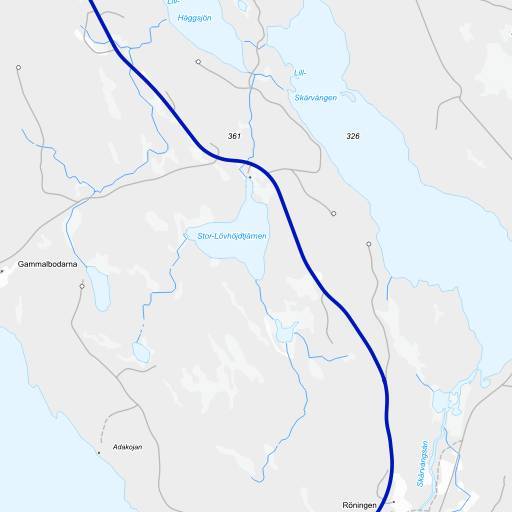 Lill-
Häggsjön
Lill-
Skärvången
361
326
Stor-Lövhöjdtjärnen
Gammalbodarna
Adakojan
Skärvångsån
Röningen